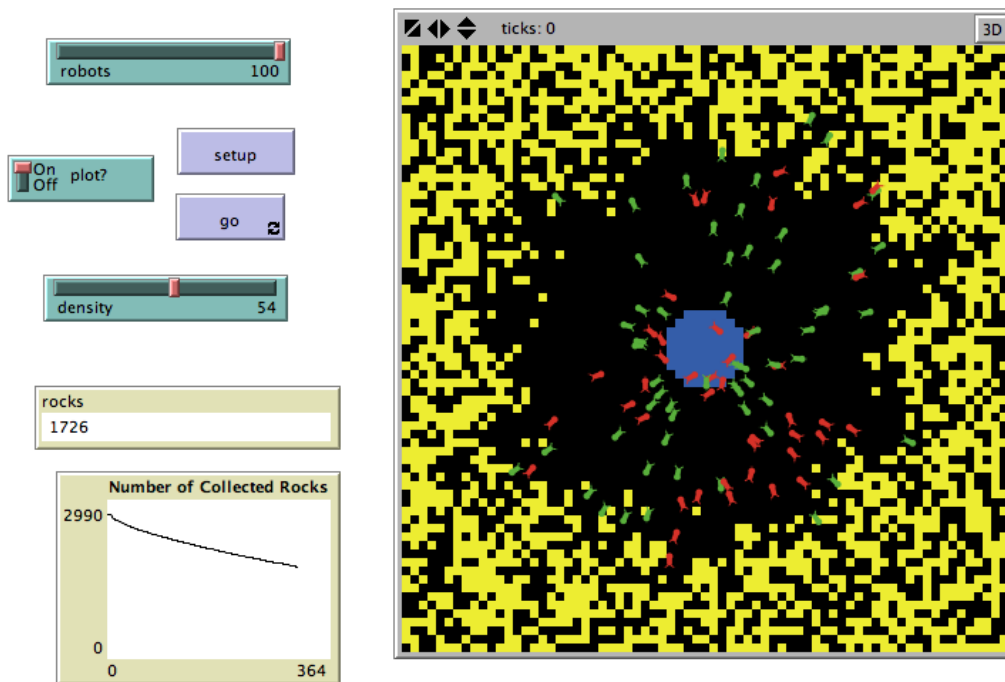 ticks: 0
3D
robots 100
On
Off
plot?
setup
go
density 54
rocks
1726
Number of Collected Rocks
2990
0
0 364